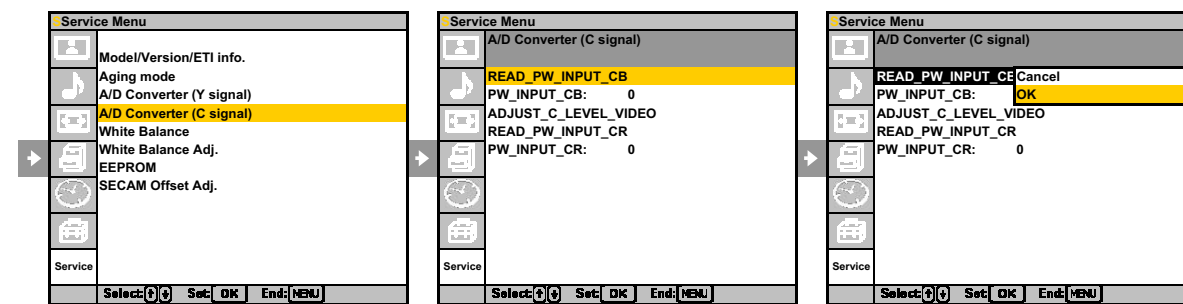 Service Menu
Model/Version/ETI info.
Aging mode
A/D Converter (Y signal)
A/D Converter (C signal)
White Balance
White Balance Adj.
EEPROM
SECAM Offset Adj.
Service
Select: Set: OK End: MENU
Service Menu
A/D Converter (C signal)
READ_PW_INPUT_CB
PW_INPUT_CB: 0
ADJUST_C_LEVEL_VIDEO
READ_PW_INPUT_CR
PW_INPUT_CR: 0
Service
Select: Set: OK End: MENU
Service Menu
A/D Converter (C signal)
READ_PW_INPUT_CB Cancel
PW_INPUT_CB: OK
ADJUST_C_LEVEL_VIDEO
READ_PW_INPUT_CR
PW_INPUT_CR: 0
Service
Select: Set: OK End: MENU